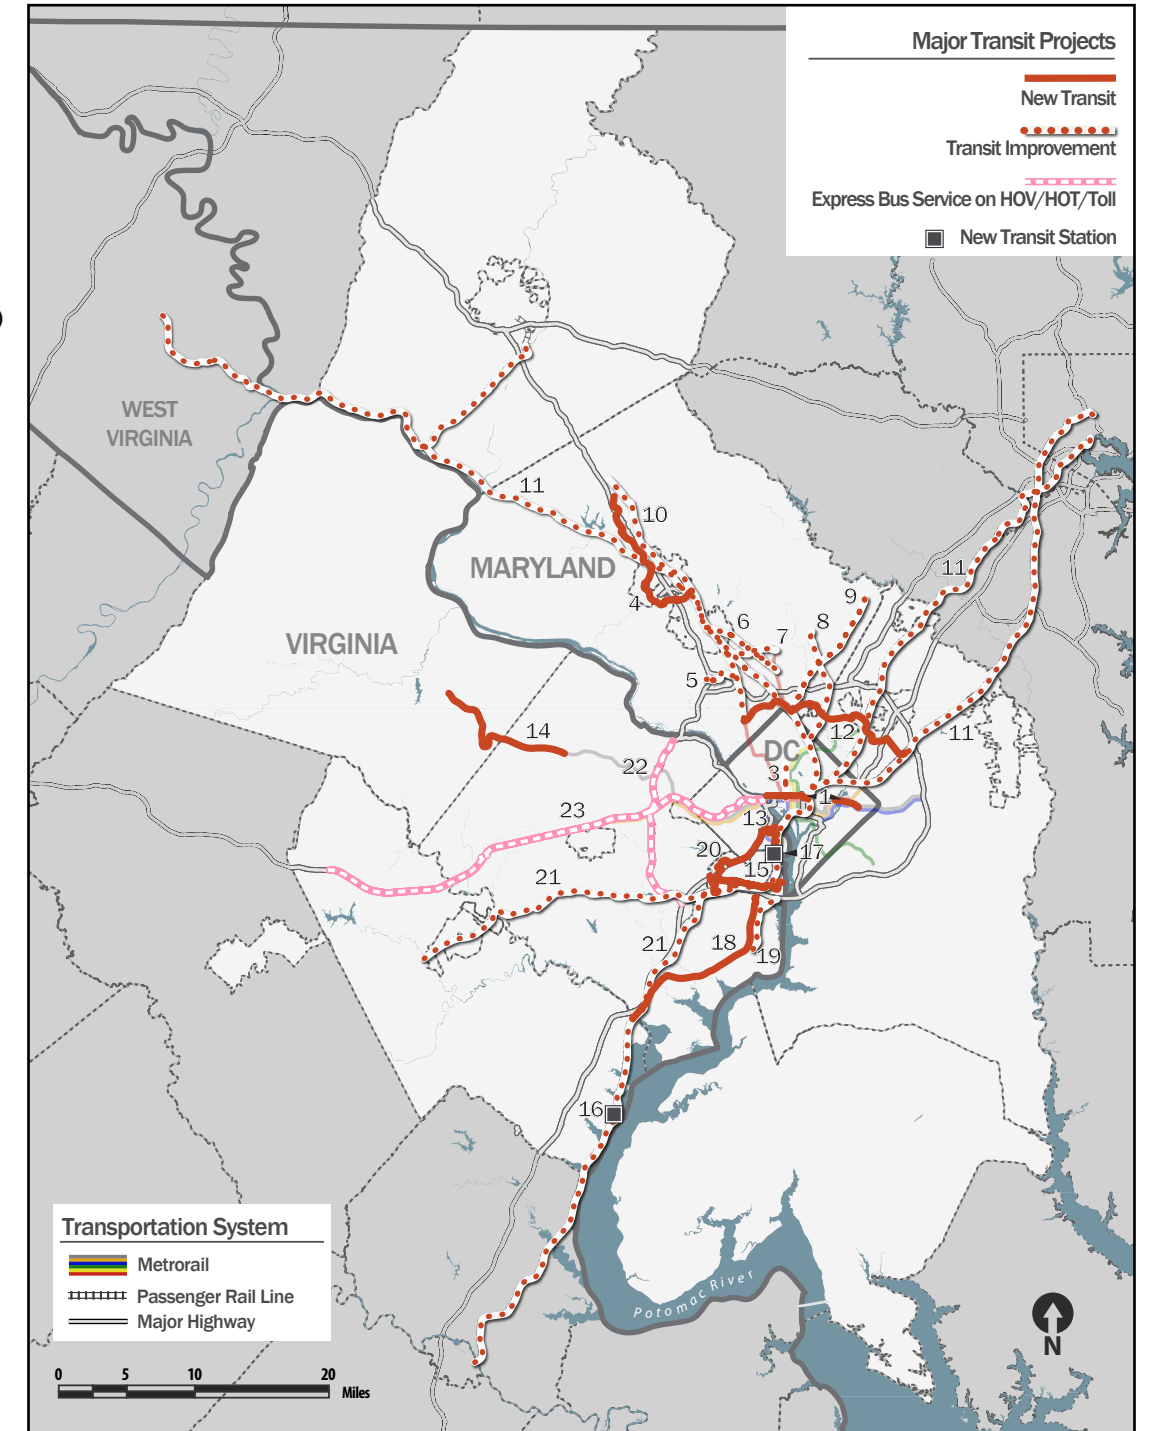 Major Transit Projects
New Transit
Transit Improvement
Express Bus Service on HOV/HOT/Toll
New Transit Station
WEST
VIRGINIA
11
10
MARYLAND
11
4
9
6
7
8
VIRGINIA
5
14
12
11
DC
22
3
1
23
13
20
17
15
21
21
18
19
16
Transportation System
Metrorail
Passenger Rail Line
Major Highway
Potomac River
N
0 5 10 20
Miles